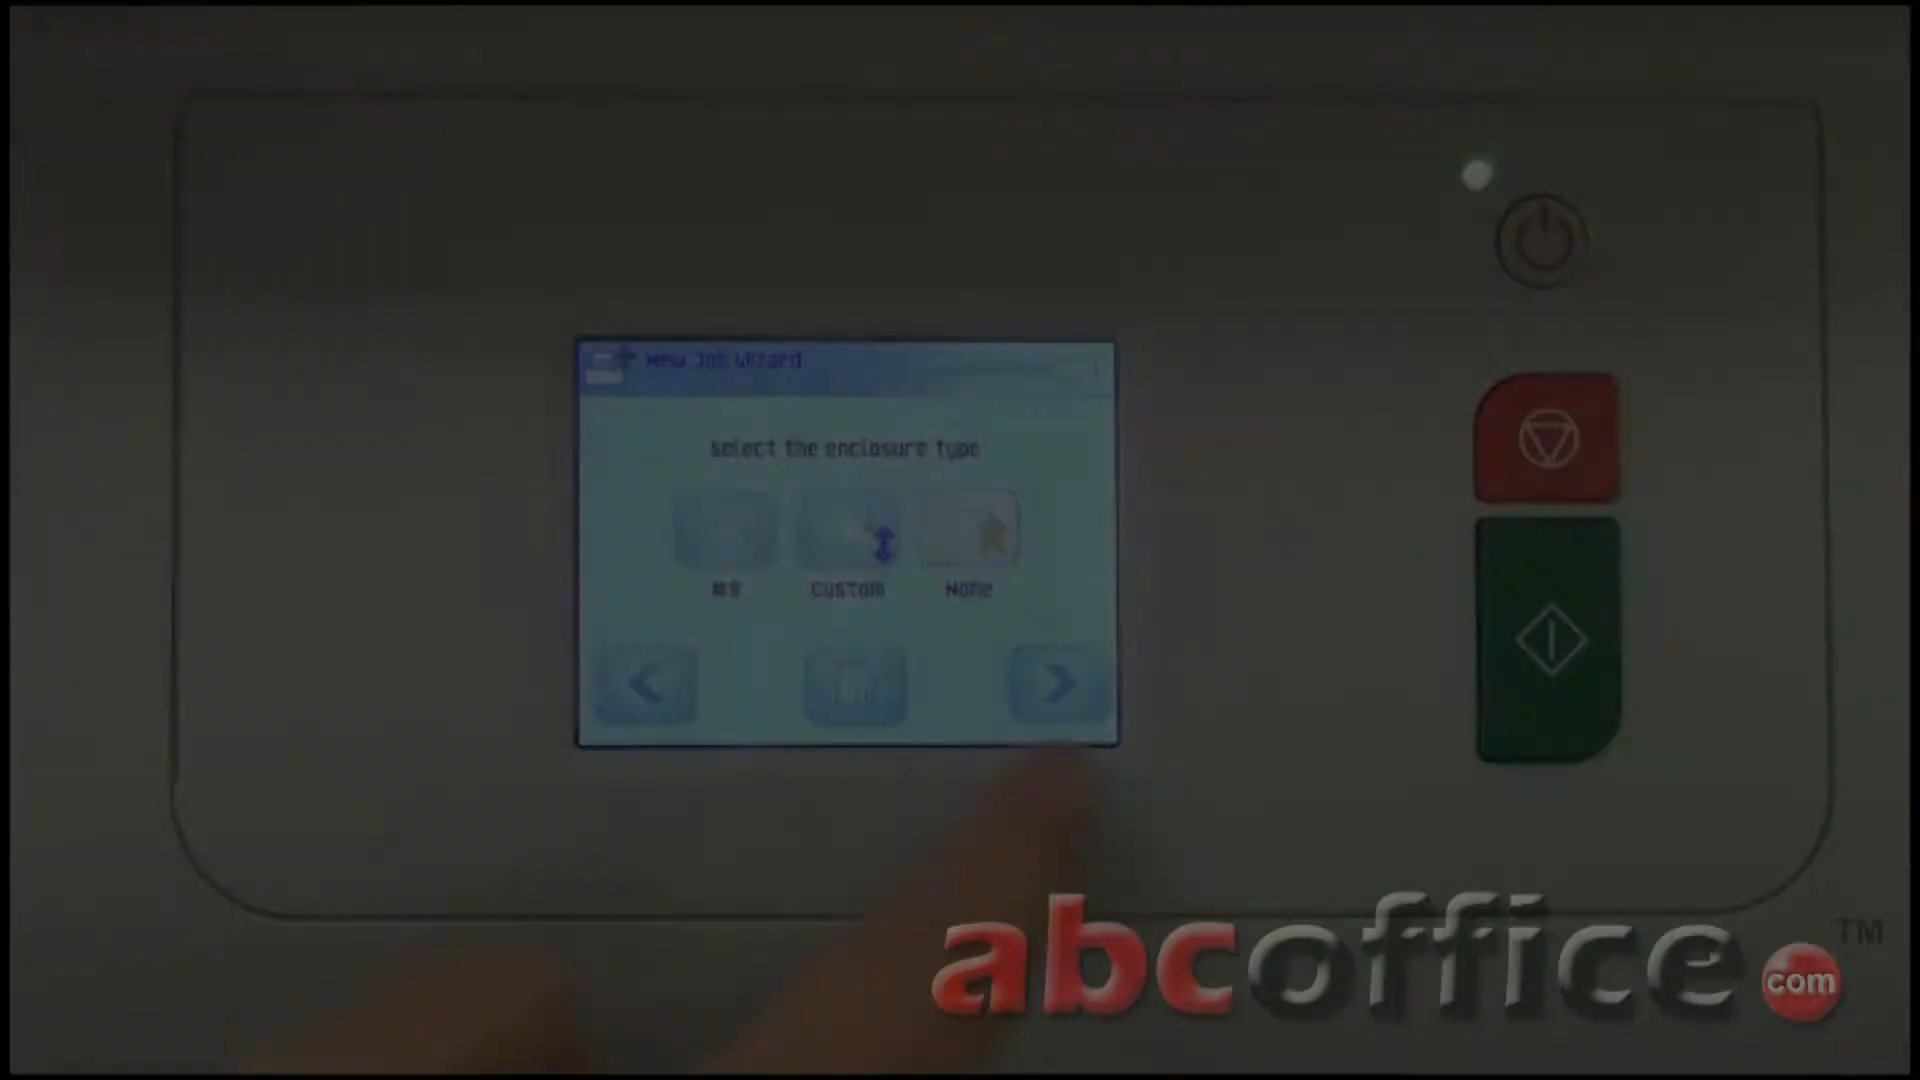 New Job Wizard
Select the enclosure type
#9
Custom
None
abcoffice.com
TM